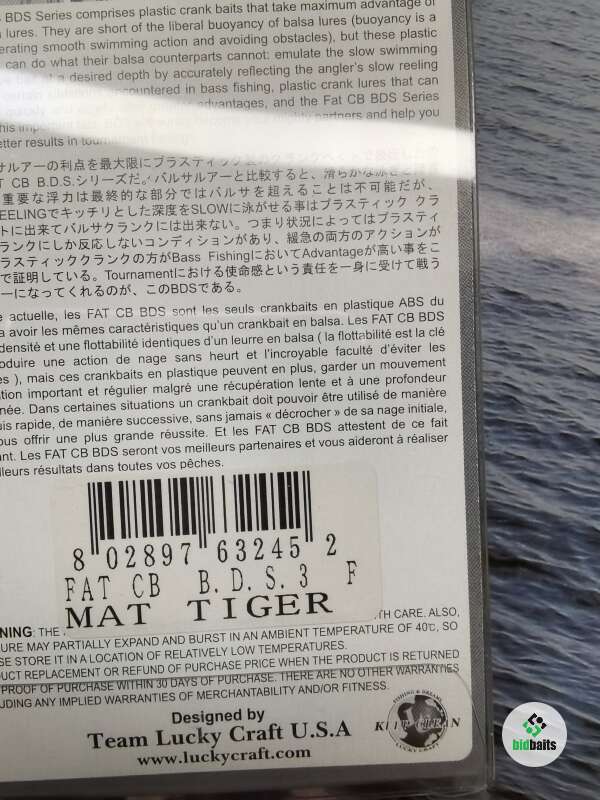 BDS Series comprises plastic crank baits that take maximum advantage of
lures. They are short of the liberal buoyancy of balsa lures (buoyancy is a
erating smooth swimming action and avoiding obstacles), but these plastic
can do what their balsa counterparts cannot: emulate the slow swimming
a desired depth by accurately reflecting the angler's slow reeling
encountered in bass fishing, plastic crank lures that can
advantages, and the Fat CB BDS Series
partners and help you
etter results in
サルアーの利点を最大限にプラスティック
CB B.D.S.シリーズだ。バルサルアーと比較すると、滑らかな
重要な浮力は最終的な部分ではバルサを超えることは不可能だが、
EELINGでキッチリとした深度をSLOWに泳がせる事はプラスティック クラ
トに出来てバルサクランクには出来ない。つまり状況によってはプラスティ
ランクにしか反応しないコンディションがあり、緩急の両方のアクションが
ラスティッククランクの方がBass FishingにおいてAdvantageが高い事をこ
で証明している。Tournamentにおける使命感という責任を一身に受けて戦う
ーになってくれるのが、このBDSである。
actuelle, les FAT CB BDS sont les seuls crankbaits en plastique ABS du
a avoir les mêmes caractéristiques qu'un crankbait en balsa. Les FAT CB BDS
densité et une flottabilité identiques d'un leurre en balsa ( la flottabilité est la clé
oduire une action de nage sans heurt et l'incroyable faculté d'éviter les
es ), mais ces crankbaits en plastique peuvent en plus, garder un mouvement
tion important et régulier malgré une récupération lente et à une profondeur
née. Dans certaines situations un crankbait doit pouvoir être utilisé de manière
uis rapide, de manière successive, sans jamais « décrocher » de sa nage initiale,
ous offrir une plus grande réussite. Et les FAT CB BDS attestent de ce fait
ant. Les FAT CB BDS seront vos meilleurs partenaires et vous aideront à réaliser
lleurs résultats dans toutes vos pêches.
8 02897 63245 2
FAT CB B.D.S.3 F
MAT TIGER
NING: THE TH CARE. ALSO,
URE MAY PARTIALLY EXPAND AND BURST IN AN AMBIENT TEMPERATURE OF 40℃, SO
SE STORE IT IN A LOCATION OF RELATIVELY LOW TEMPERATURES.
DUCT REPLACEMENT OR REFUND OF PURCHASE PRICE WHEN THE PRODUCT IS RETURNED
PROOF OF PURCHASE WITHIN 30 DAYS OF PURCHASE. THERE ARE NO OTHER WARRANTIES
UDING ANY IMPLIED WARRANTIES OF MERCHANTABILITY AND/OR FITNESS.
Designed by
Team Lucky Craft U.S.A
www.luckycraft.com
FISHING & DREAMS
KEEP CLEAN
LUCKY CRAFT
bidbaits